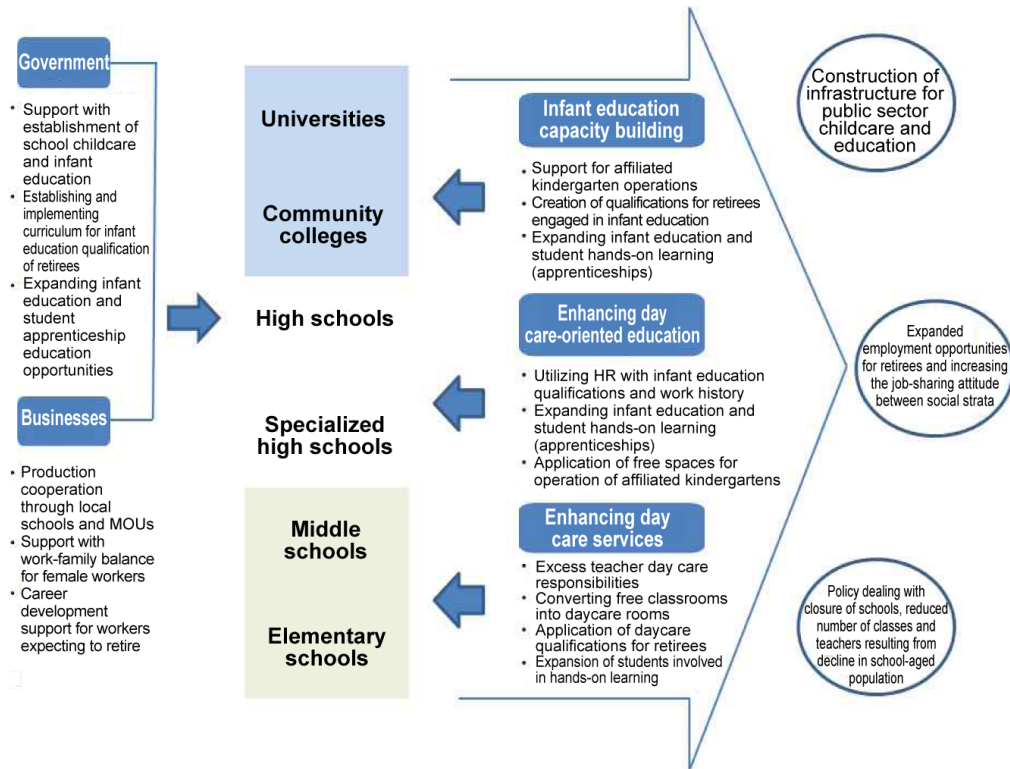 Government
• Support with
establishment of
school childcare
and infant
education
• Establishing and
implementing
curriculum for infant
education qualification
of retirees
• Expanding infant
education and
student
apprenticeship
education
opportunities
Businesses
• Production
cooperation
through local
schools and MOUs
• Support with
work-family balance
for female workers
• Career
development
support for workers
expecting to retire
Universities
Community
colleges
High schools
Specialized
high schools
Middle
schools
Elementary
schools
Infant education
capacity building
• Support for affiliated
kindergarten operations
• Creation of qualifications for retirees
engaged in infant education
• Expanding infant education and
student hands-on learning
(apprenticeships)
Enhancing day
care-oriented education
• Utilizing HR with infant education
qualifications and work history
• Expanding infant education and
student hands-on learning
(apprenticeships)
• Application of free spaces for
operation of affiliated kindergartens
Enhancing day
care services
• Excess teacher day care
responsibilities
• Converting free classrooms
into daycare rooms
• Application of daycare
qualifications for retirees
• Expansion of students involved
in hands-on learning
Construction of
infrastructure for
public sector
childcare and
education
Expanded
employment opportunities
for retirees and increasing
the job-sharing attitude
between social strata
Policy dealing with
closure of schools, reduced
number of classes and
teachers resulting from
decline in school-aged
population